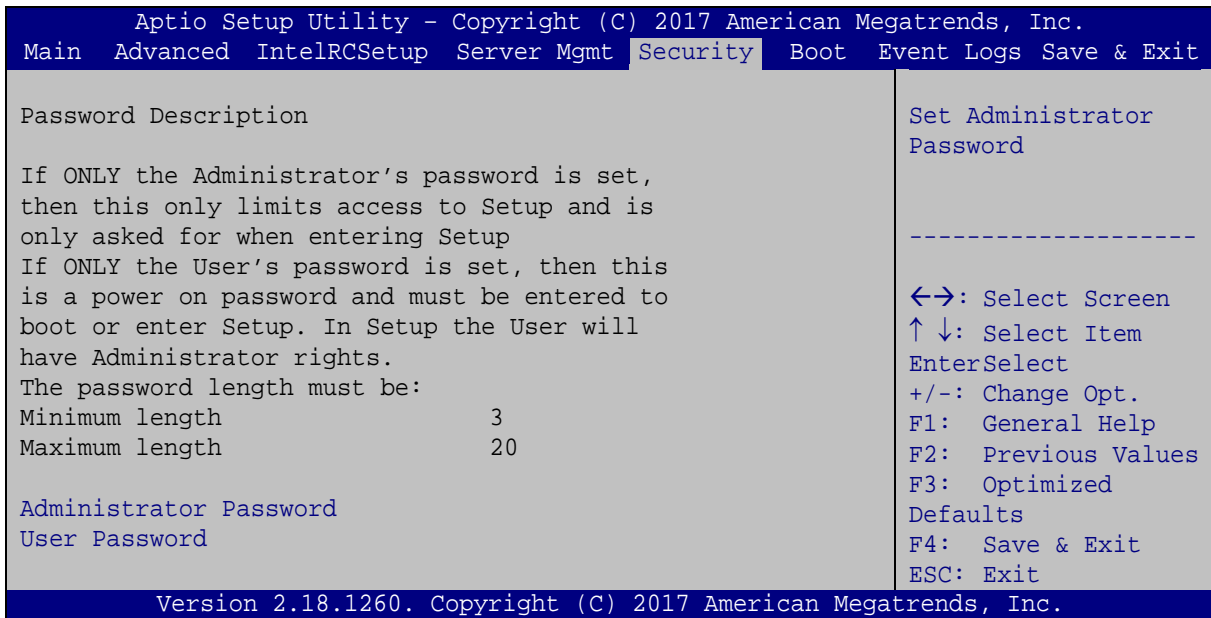 Aptio Setup Utility – Copyright (C) 2017 American Megatrends, Inc.
Main Advanced IntelRCSetup Server Mgmt Security Boot Event Logs Save & Exit
Password Description
If ONLY the Administrator's password is set,
then this only limits access to Setup and is
only asked for when entering Setup
If ONLY the User's password is set, then this
is a power on password and must be entered to
boot or enter Setup. In Setup the User will
have Administrator rights.
The password length must be:
Minimum length 3
Maximum length 20
Administrator Password
User Password
Set Administrator
Password
--------------------
←→: Select Screen
↑ ↓: Select Item
EnterSelect
+/-: Change Opt.
F1: General Help
F2: Previous Values
F3: Optimized
Defaults
F4: Save & Exit
ESC: Exit
Version 2.18.1260. Copyright (C) 2017 American Megatrends, Inc.